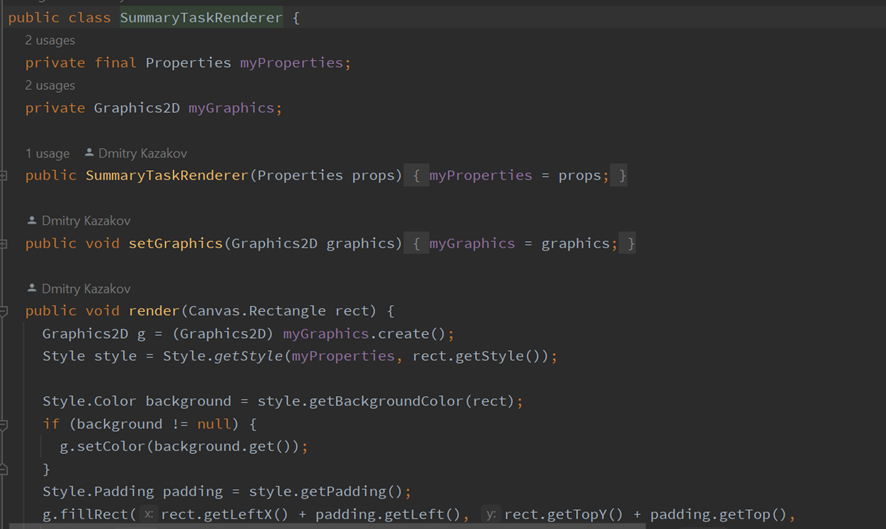 public class SummaryTaskRenderer {
2 usages
private final Properties myProperties;
2 usages
private Graphics2D myGraphics;
1 usage Dmitry Kazakov
public SummaryTaskRenderer(Properties props) { myProperties = props; }
Dmitry Kazakov
public void setGraphics(Graphics2D graphics) { myGraphics = graphics; }
Dmitry Kazakov
public void render(Canvas.Rectangle rect) {
Graphics2D g = (Graphics2D) myGraphics.create();
Style style = Style.getStyle(myProperties, rect.getStyle());
Style.Color background = style.getBackgroundColor(rect);
if (background != null) {
g.setColor(background.get());
}
Style.Padding padding = style.getPadding();
g.fillRect( x: rect.getLeftX() + padding.getLeft(), y: rect.getTopY() + padding.getTop(),